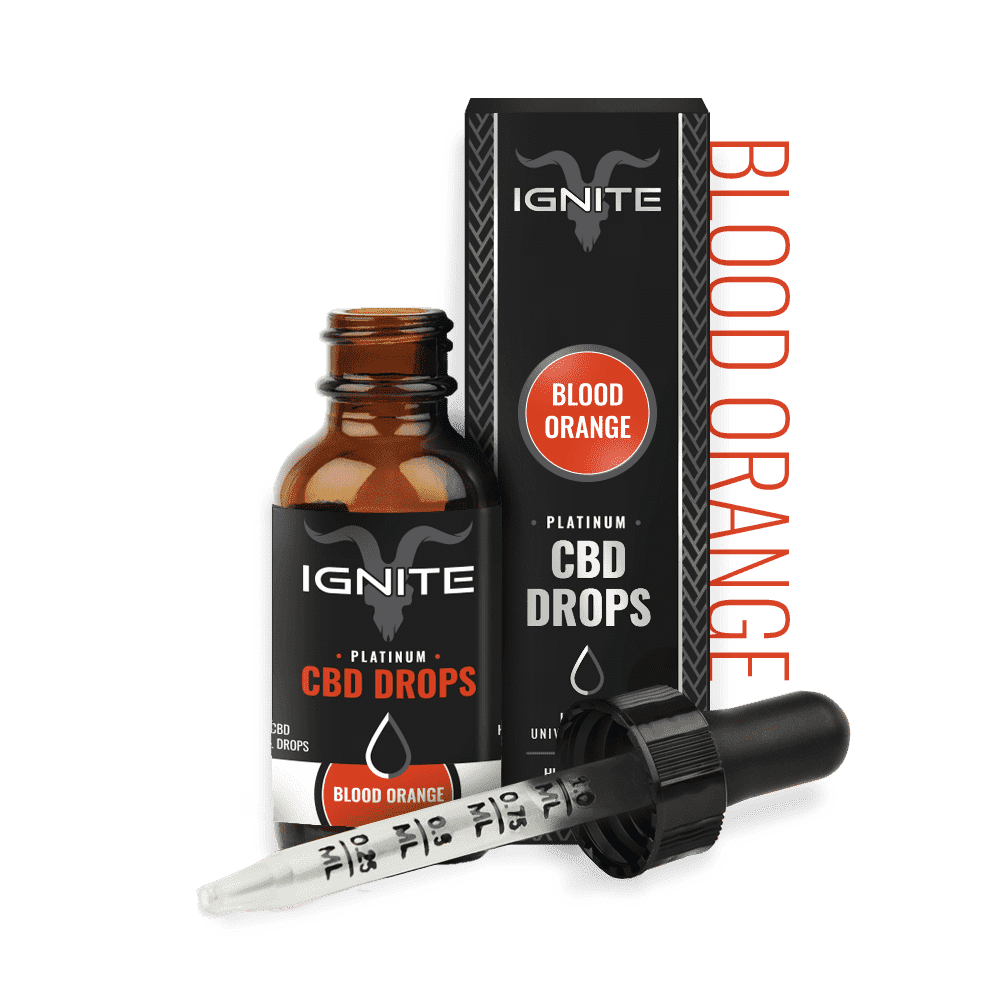 IGNITE
BLOOD
ORANGE
• PLATINUM •
CBD
DROPS
BLOOD ORANGE
IGNITE
• PLATINUM •
CBD DROPS
CBD
DROPS
BLOOD ORANGE
0.25
ML
0.5
ML
0.75
ML
1.0
ML